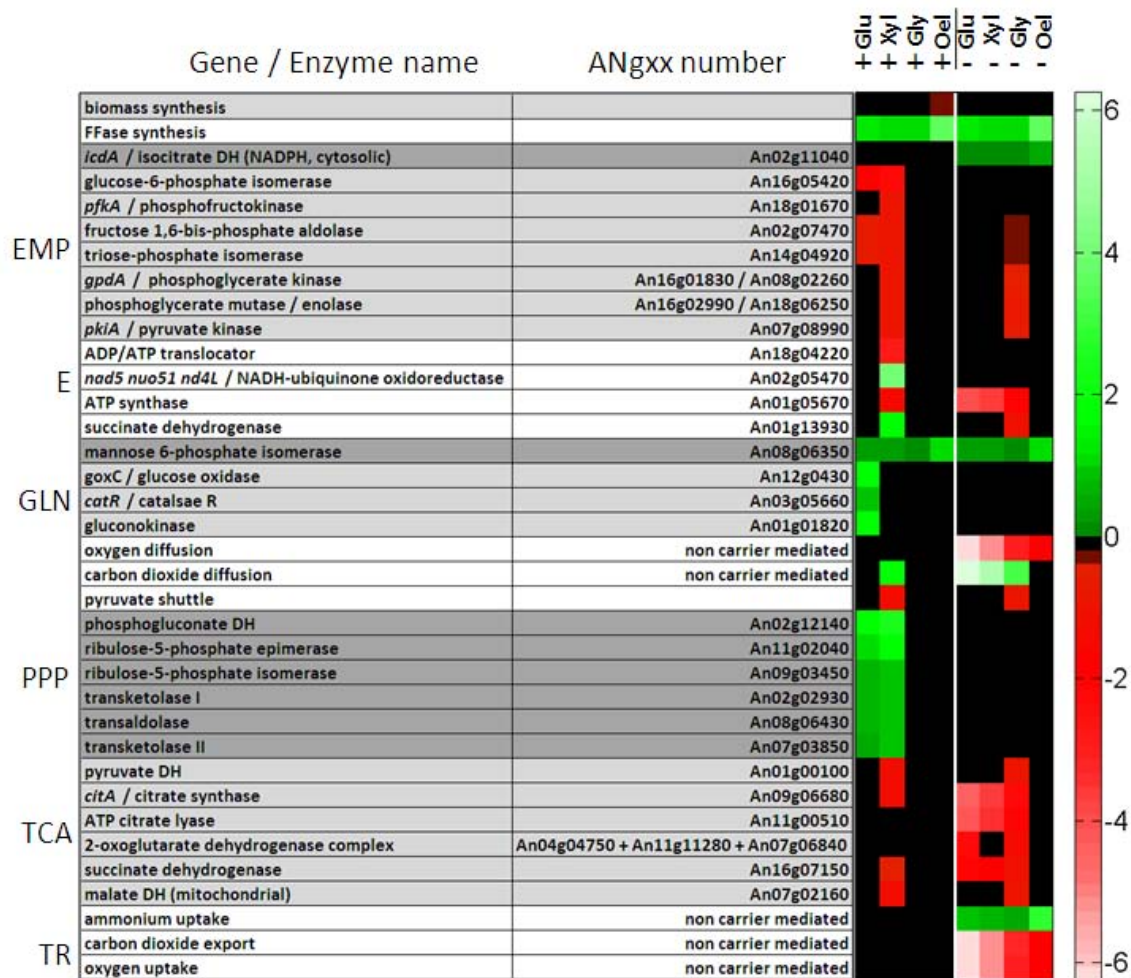 + Glu
+ Xyl
+ Gly
+ Oel
- Glu
- Xyl
- Gly
- Oel
Gene / Enzyme name ANgxx number
biomass synthesis
FFase synthesis
icdA / isocitrate DH (NADPH, cytosolic) An02g11040
glucose-6-phosphate isomerase An16g05420
pfkA / phosphofructokinase An18g01670
fructose 1,6-bis-phosphate aldolase An02g07470
EMP
triose-phosphate isomerase An14g04920
gpdA / phosphoglycerate kinase An16g01830 / An08g02260
phosphoglycerate mutase / enolase An16g02990 / An18g06250
pkiA / pyruvate kinase An07g08990
ADP/ATP translocator An18g04220
E
nad5 nuo51 nd4L / NADH-ubiquinone oxidoreductase An02g05470
ATP synthase An01g05670
succinate dehydrogenase An01g13930
mannose 6-phosphate isomerase An08g06350
goxC / glucose oxidase An12g0430
GLN
catR / catalsae R An03g05660
gluconokinase An01g01820
oxygen diffusion non carrier mediated
carbon dioxide diffusion non carrier mediated
pyruvate shuttle
phosphogluconate DH An02g12140
ribulose-5-phosphate epimerase An11g02040
PPP
ribulose-5-phosphate isomerase An09g03450
transketolase I An02g02930
transaldolase An08g06430
transketolase II An07g03850
pyruvate DH An01g00100
citA / citrate synthase An09g06680
TCA
ATP citrate lyase An11g00510
2-oxoglutarate dehydrogenase complex An04g04750 + An11g11280 + An07g06840
succinate dehydrogenase An16g07150
malate DH (mitochondrial) An07g02160
ammonium uptake non carrier mediated
TR
carbon dioxide export non carrier mediated
oxygen uptake non carrier mediated
6
4
2
0
-2
-4
-6